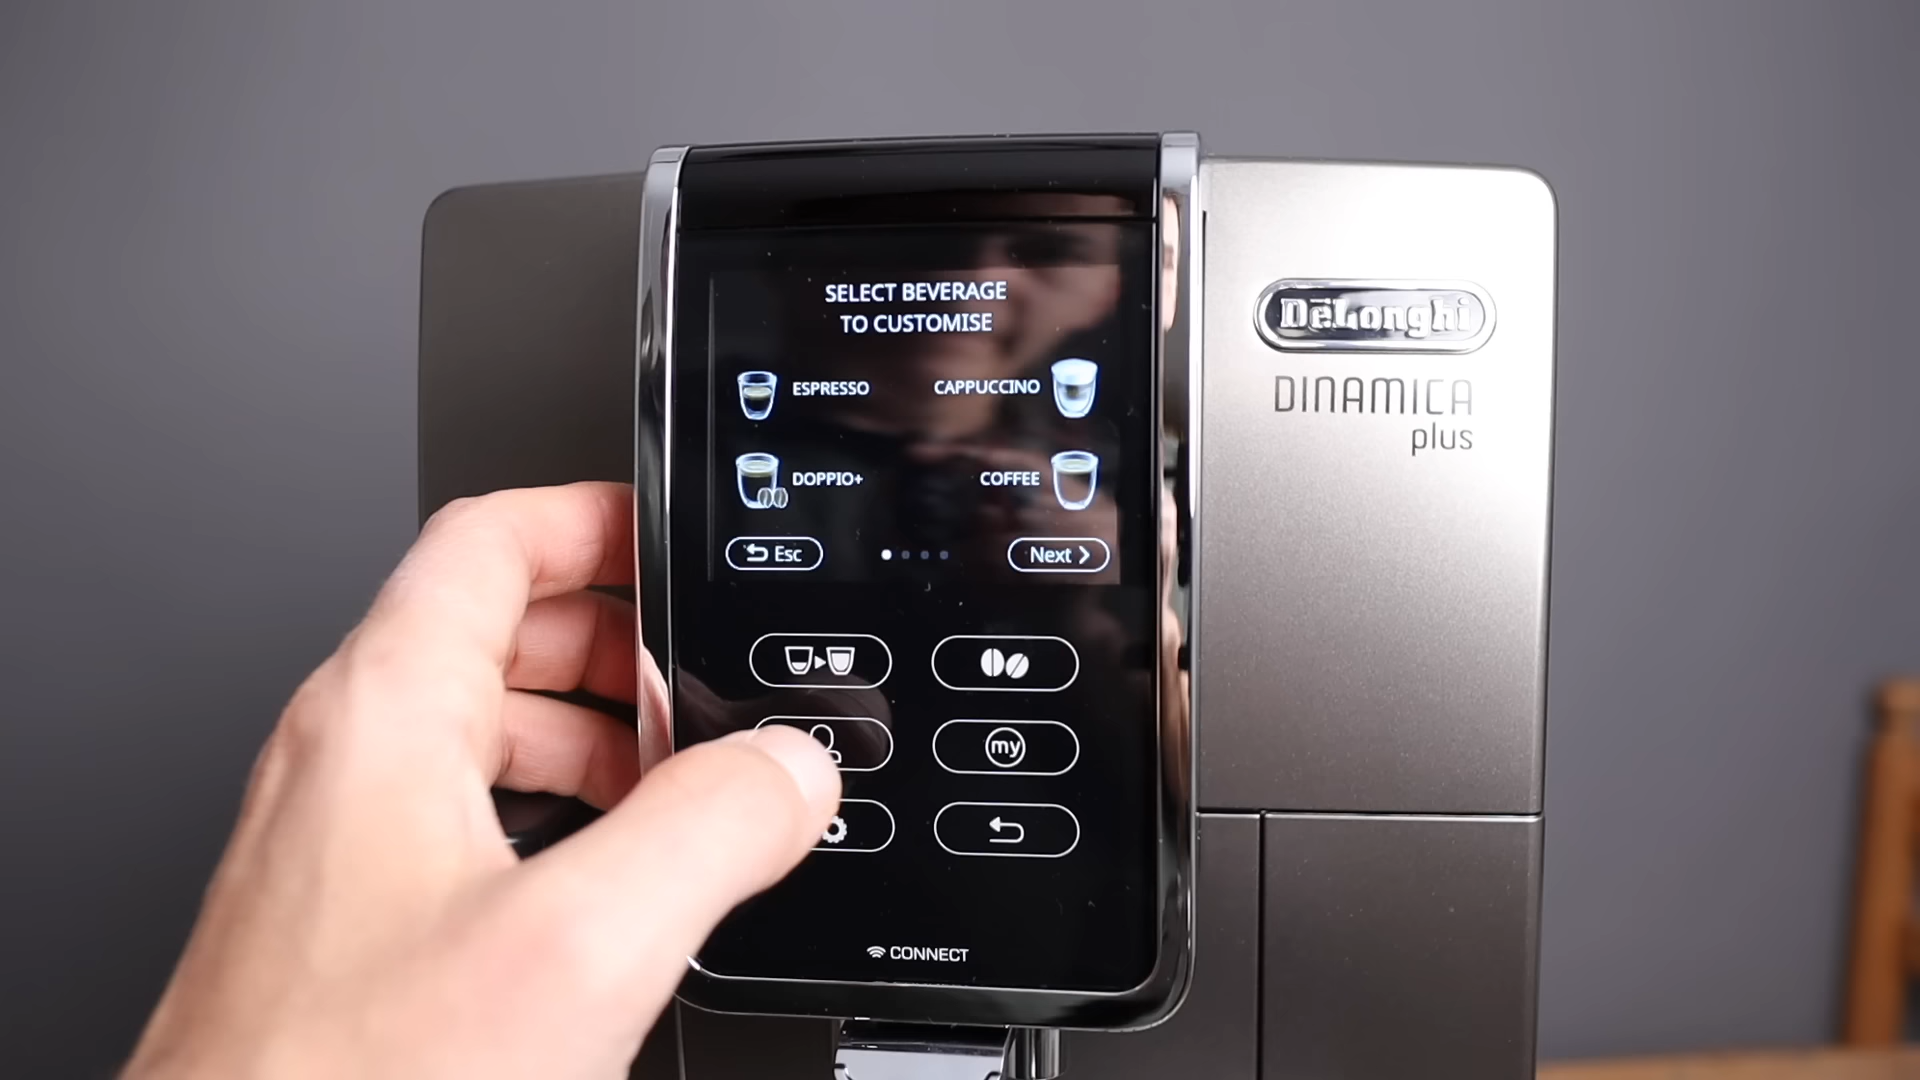 SELECT BEVERAGE
TO CUSTOMISE
ESPRESSO
CAPPUCCINO
DOPPIO+
COFFEE
Esc
Next
my
CONNECT
DeLonghi
DINAMICA
plus